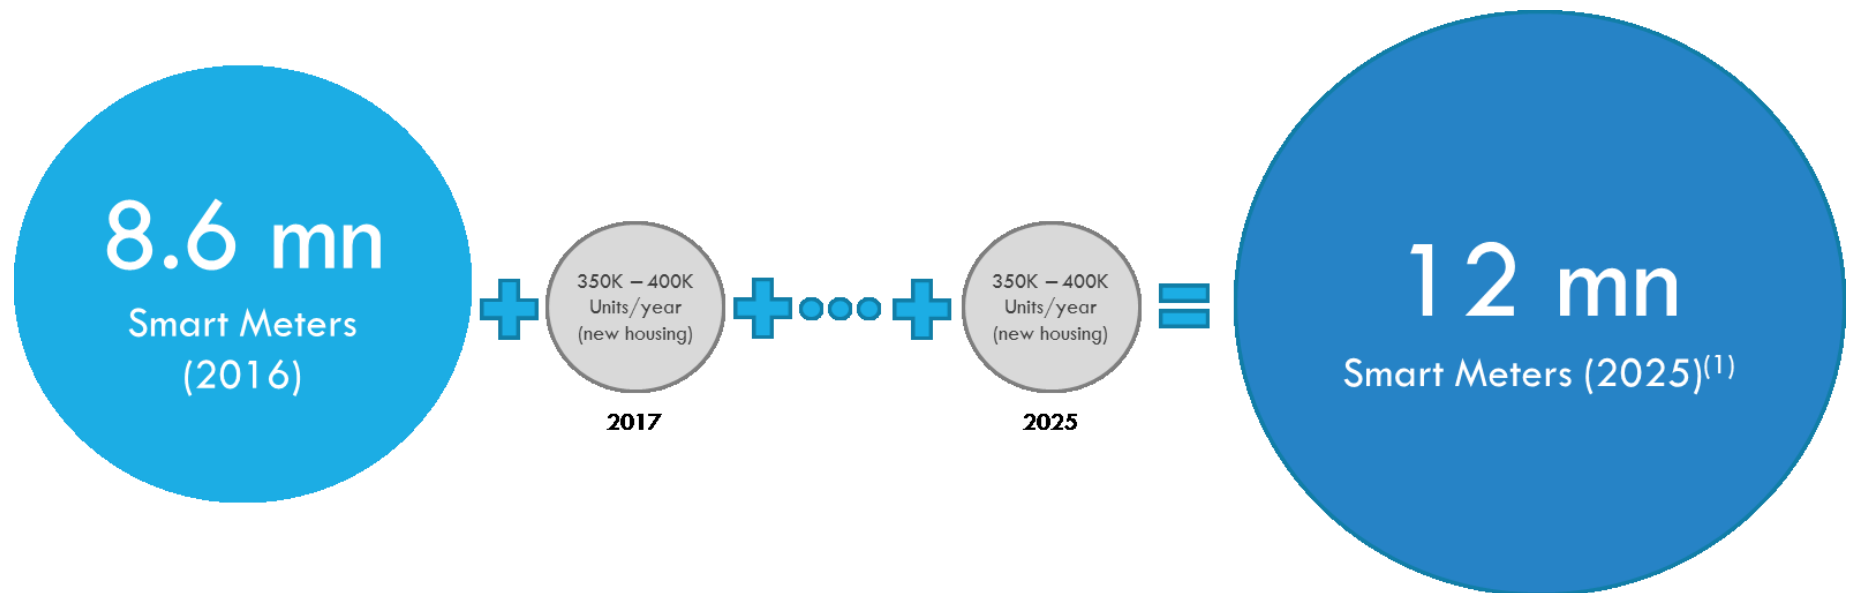 8.6 mn
Smart Meters
(2016)
350K – 400K
Units/year
(new housing)
2017
350K – 400K
Units/year
(new housing)
2025
12 mn
Smart Meters (2025)(1)